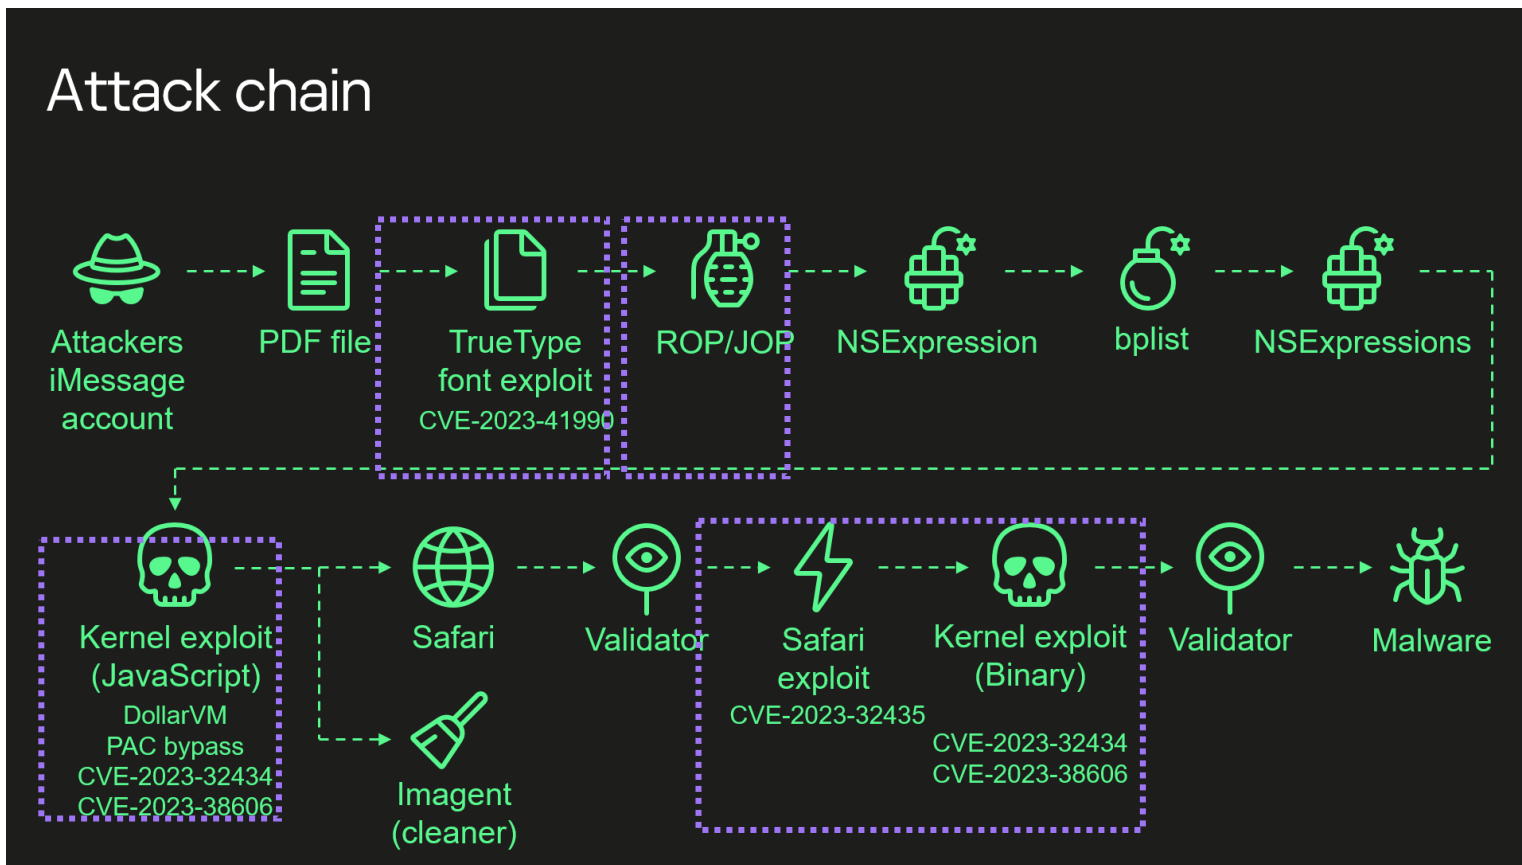 Attack chain
Attackers
iMessage
account
PDF file
TrueType
font exploit
CVE-2023-41990
ROP/JOP
NSExpression
bplist
NSExpressions
Kernel exploit
(JavaScript)
DollarVM
PAC bypass
CVE-2023-32434
CVE-2023-38606
Safari
Imagent
(cleaner)
Validator
Safari
exploit
CVE-2023-32435
Kernel exploit
(Binary)
CVE-2023-32434
CVE-2023-38606
Validator
Malware